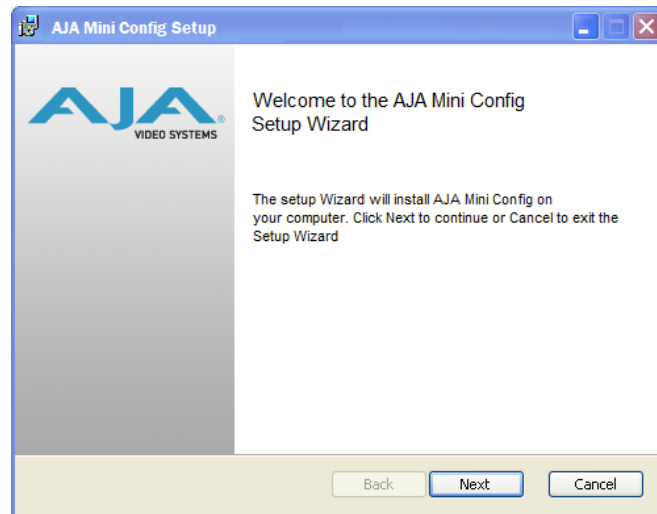 AJA Mini Config Setup
AJA®
VIDEO SYSTEMS
Welcome to the AJA Mini Config
Setup Wizard
The setup Wizard will install AJA Mini Config on
your computer. Click Next to continue or Cancel to exit the
Setup Wizard
Back
Next
Cancel